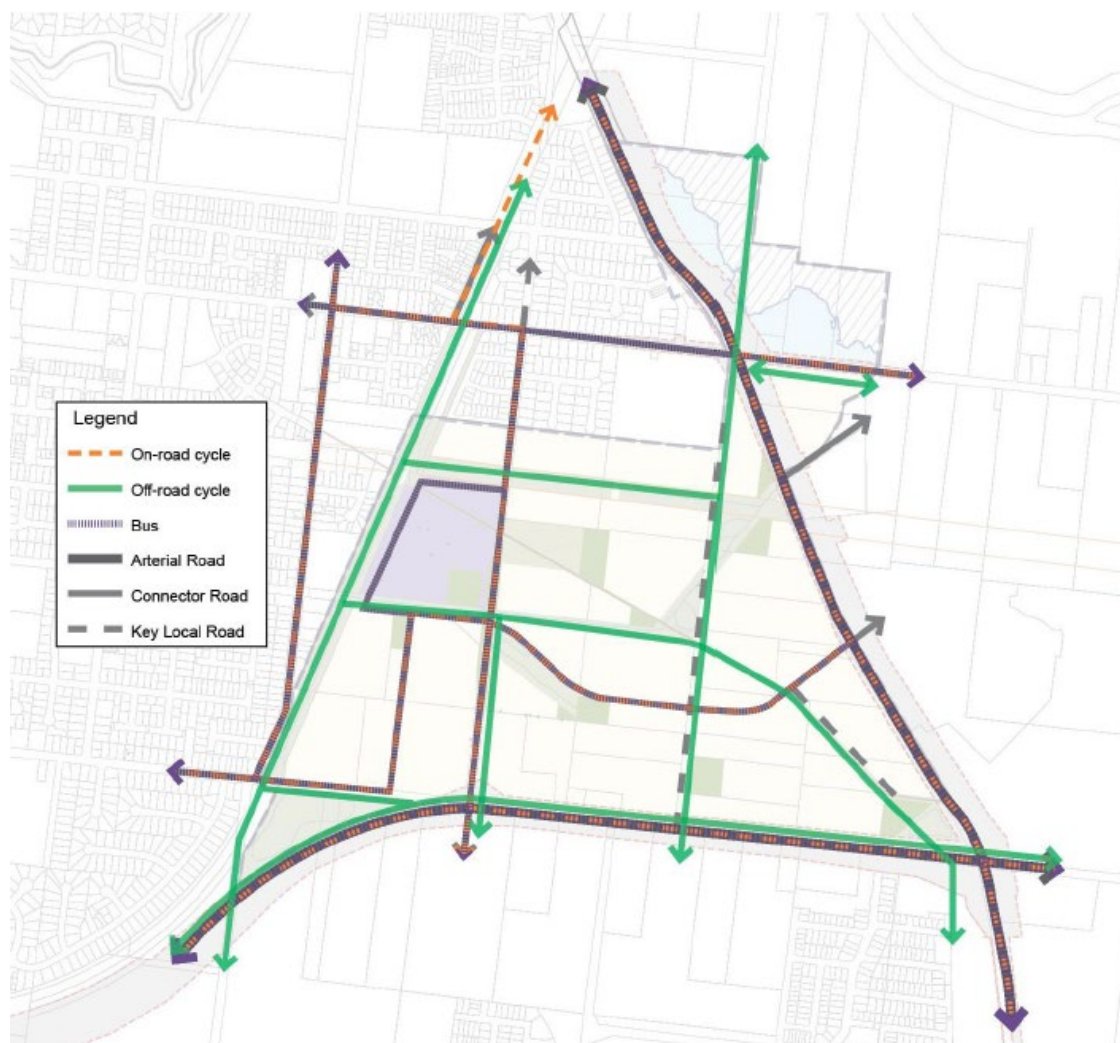 Legend
On-road cycle
Off-road cycle
Bus
Arterial Road
Connector Road
Key Local Road